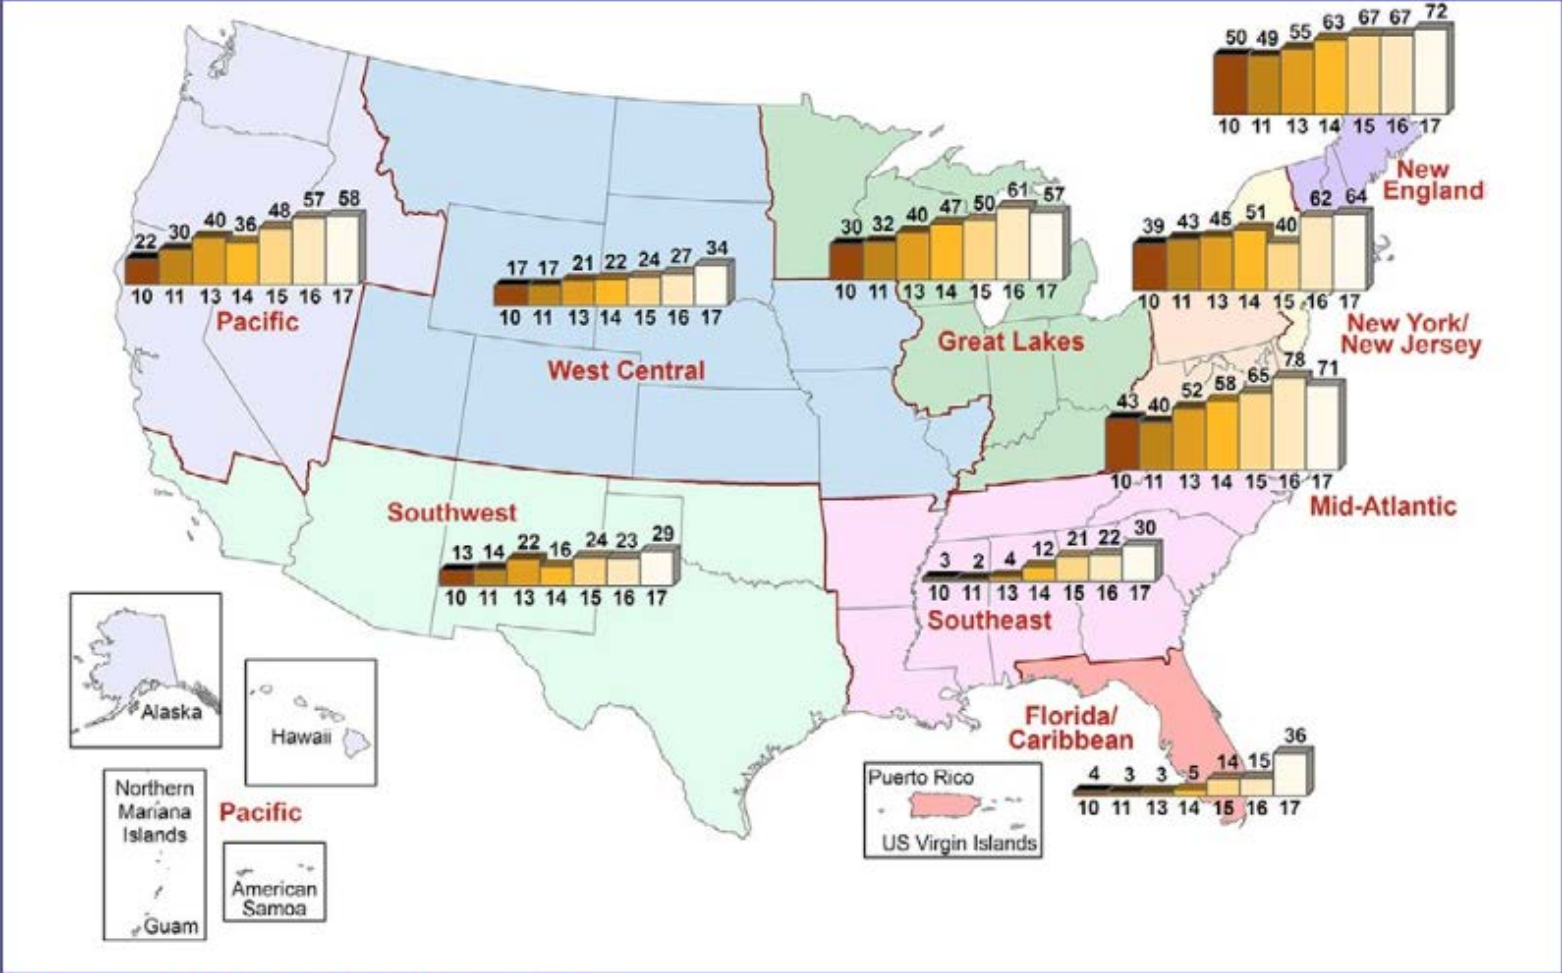 50 49 55 63 67 67 72
10 11 13 14 15 16 17
New
England
22 30 40 36 48 57 58
10 11 13 14 15 16 17
Pacific
17 17 21 22 24 27 34
10 11 13 14 15 16 17
West Central
30 32 40 47 50 61 57
10 11 13 14 15 16 17
Great Lakes
39 43 45 51 40 62 64
10 11 13 14 15 16 17
New York/
New Jersey
43 40 52 58 65 78 71
10 11 13 14 15 16 17
Mid-Atlantic
Southwest
13 14 22 16 24 23 29
10 11 13 14 15 16 17
3 2 4 12 21 22 30
10 11 13 14 15 16 17
Southeast
Florida/
Caribbean
4 3 3 5 14 15 36
10 11 13 14 15 16 17
Alaska
Hawaii
Northern
Mariana
Islands
Guam
Pacific
American
Samoa
Puerto Rico
US Virgin Islands